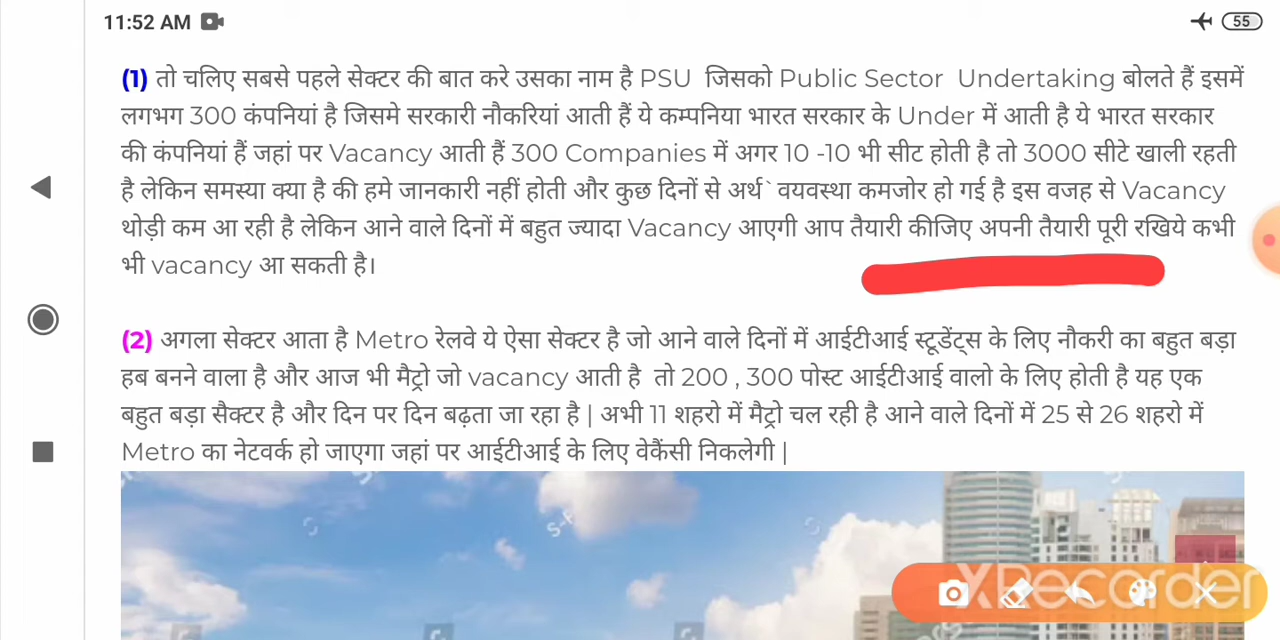 11:52 AM
55
(1) तो चलिए सबसे पहले सेक्टर की बात करे उसका नाम है PSU जिसको Public Sector Undertaking बोलते हैं इसमें
लगभग 300 कंपनियां है जिसमे सरकारी नौकरियां आती हैं ये कम्पनिया भारत सरकार के Under में आती है ये भारत सरकार
की कंपनियां हैं जहां पर Vacancy आती हैं 300 Companies में अगर 10 -10 भी सीट होती है तो 3000 सीटे खाली रहती
है लेकिन समस्या क्या है की हमे जानकारी नहीं होती और कुछ दिनों से अर्थ` वयवस्था कमजोर हो गई है इस वजह से Vacancy
थोड़ी कम आ रही है लेकिन आने वाले दिनों में बहुत ज्यादा Vacancy आएगी आप तैयारी कीजिए अपनी तैयारी पूरी रखिये कभी
भी vacancy आ सकती है।
(2) अगला सेक्टर आता है Metro रेलवे ये ऐसा सेक्टर है जो आने वाले दिनों में आईटीआई स्टूडेंट्स के लिए नौकरी का बहुत बड़ा
हब बनने वाला है और आज भी मैट्रो जो vacancy आती है तो 200 , 300 पोस्ट आईटीआई वालो के लिए होती है यह एक
बहुत बड़ा सैक्टर है और दिन पर दिन बढ़ता जा रहा है | अभी 11 शहरो में मैट्रो चल रही है आने वाले दिनों में 25 से 26 शहरो में
Metro का नेटवर्क हो जाएगा जहां पर आईटीआई के लिए वेकैंसी निकलेगी |
XRecorder